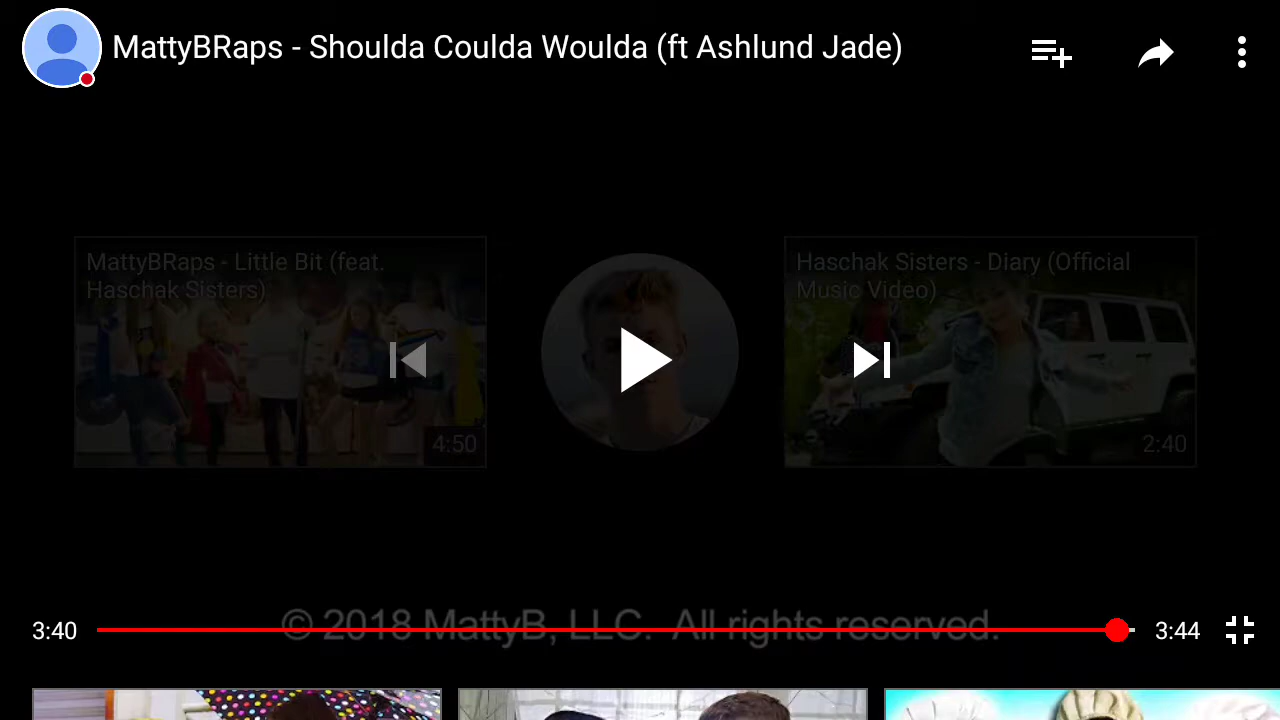 MattyBRaps - Shoulda Coulda Woulda (ft Ashlund Jade)
MattyBRaps - Little Bit (feat.
Haschak Sisters)
4:50
Haschak Sisters - Diary (Official
Music Video)
2:40
© 2018 MattyB, LLC. All rights reserved.
3:40
3:44